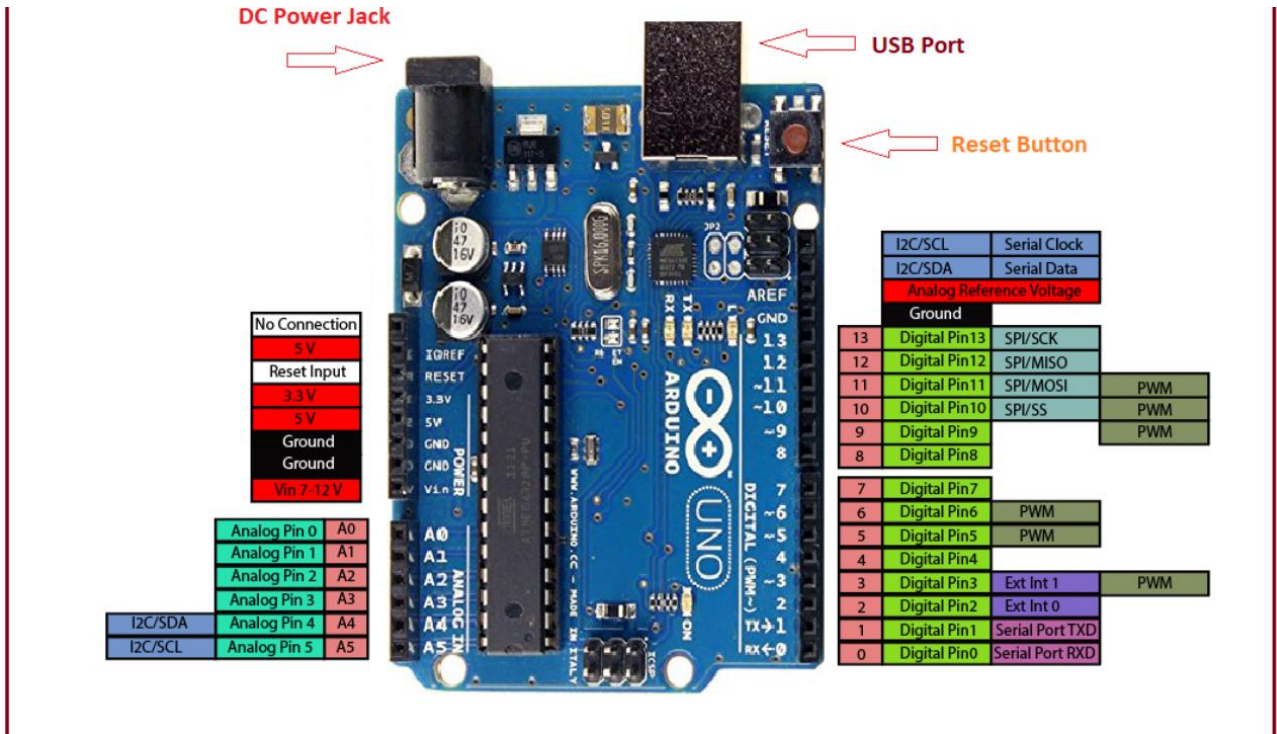 DC Power Jack
USB Port
Reset Button
No Connection
5 V
Reset Input
3.3 V
5 V
Ground
Ground
Vin 7-12 V
Analog Pin 0 A0
Analog Pin 1 A1
Analog Pin 2 A2
Analog Pin 3 A3
I2C/SDA Analog Pin 4 A4
I2C/SCL Analog Pin 5 A5
RESET
10
47
16V
10
47
16V
SPK16.000G
JP2
RX
TX
L
IOREF
RESET
3.3V
5V
GND
GND
Vin
POWER
A0
A1
A2
A3
A4
A5
ANALOG IN
WWW.ARDUINO.CC - MADE IN ITALY
ARDUINO
UNO
ON
ICSP
AREF
GND
13
12
~11
~10
~9
8
7
~6
~5
4
~3
2
TX→1
RX←0
DIGITAL (PWM~)
I2C/SCL Serial Clock
I2C/SDA Serial Data
Analog Reference Voltage
Ground
13 Digital Pin13 SPI/SCK
12 Digital Pin12 SPI/MISO
11 Digital Pin11 SPI/MOSI PWM
10 Digital Pin10 SPI/SS PWM
9 Digital Pin9 PWM
8 Digital Pin8
7 Digital Pin7
6 Digital Pin6 PWM
5 Digital Pin5 PWM
4 Digital Pin4
3 Digital Pin3 Ext Int 1 PWM
2 Digital Pin2 Ext Int 0
1 Digital Pin1 Serial Port TXD
0 Digital Pin0 Serial Port RXD